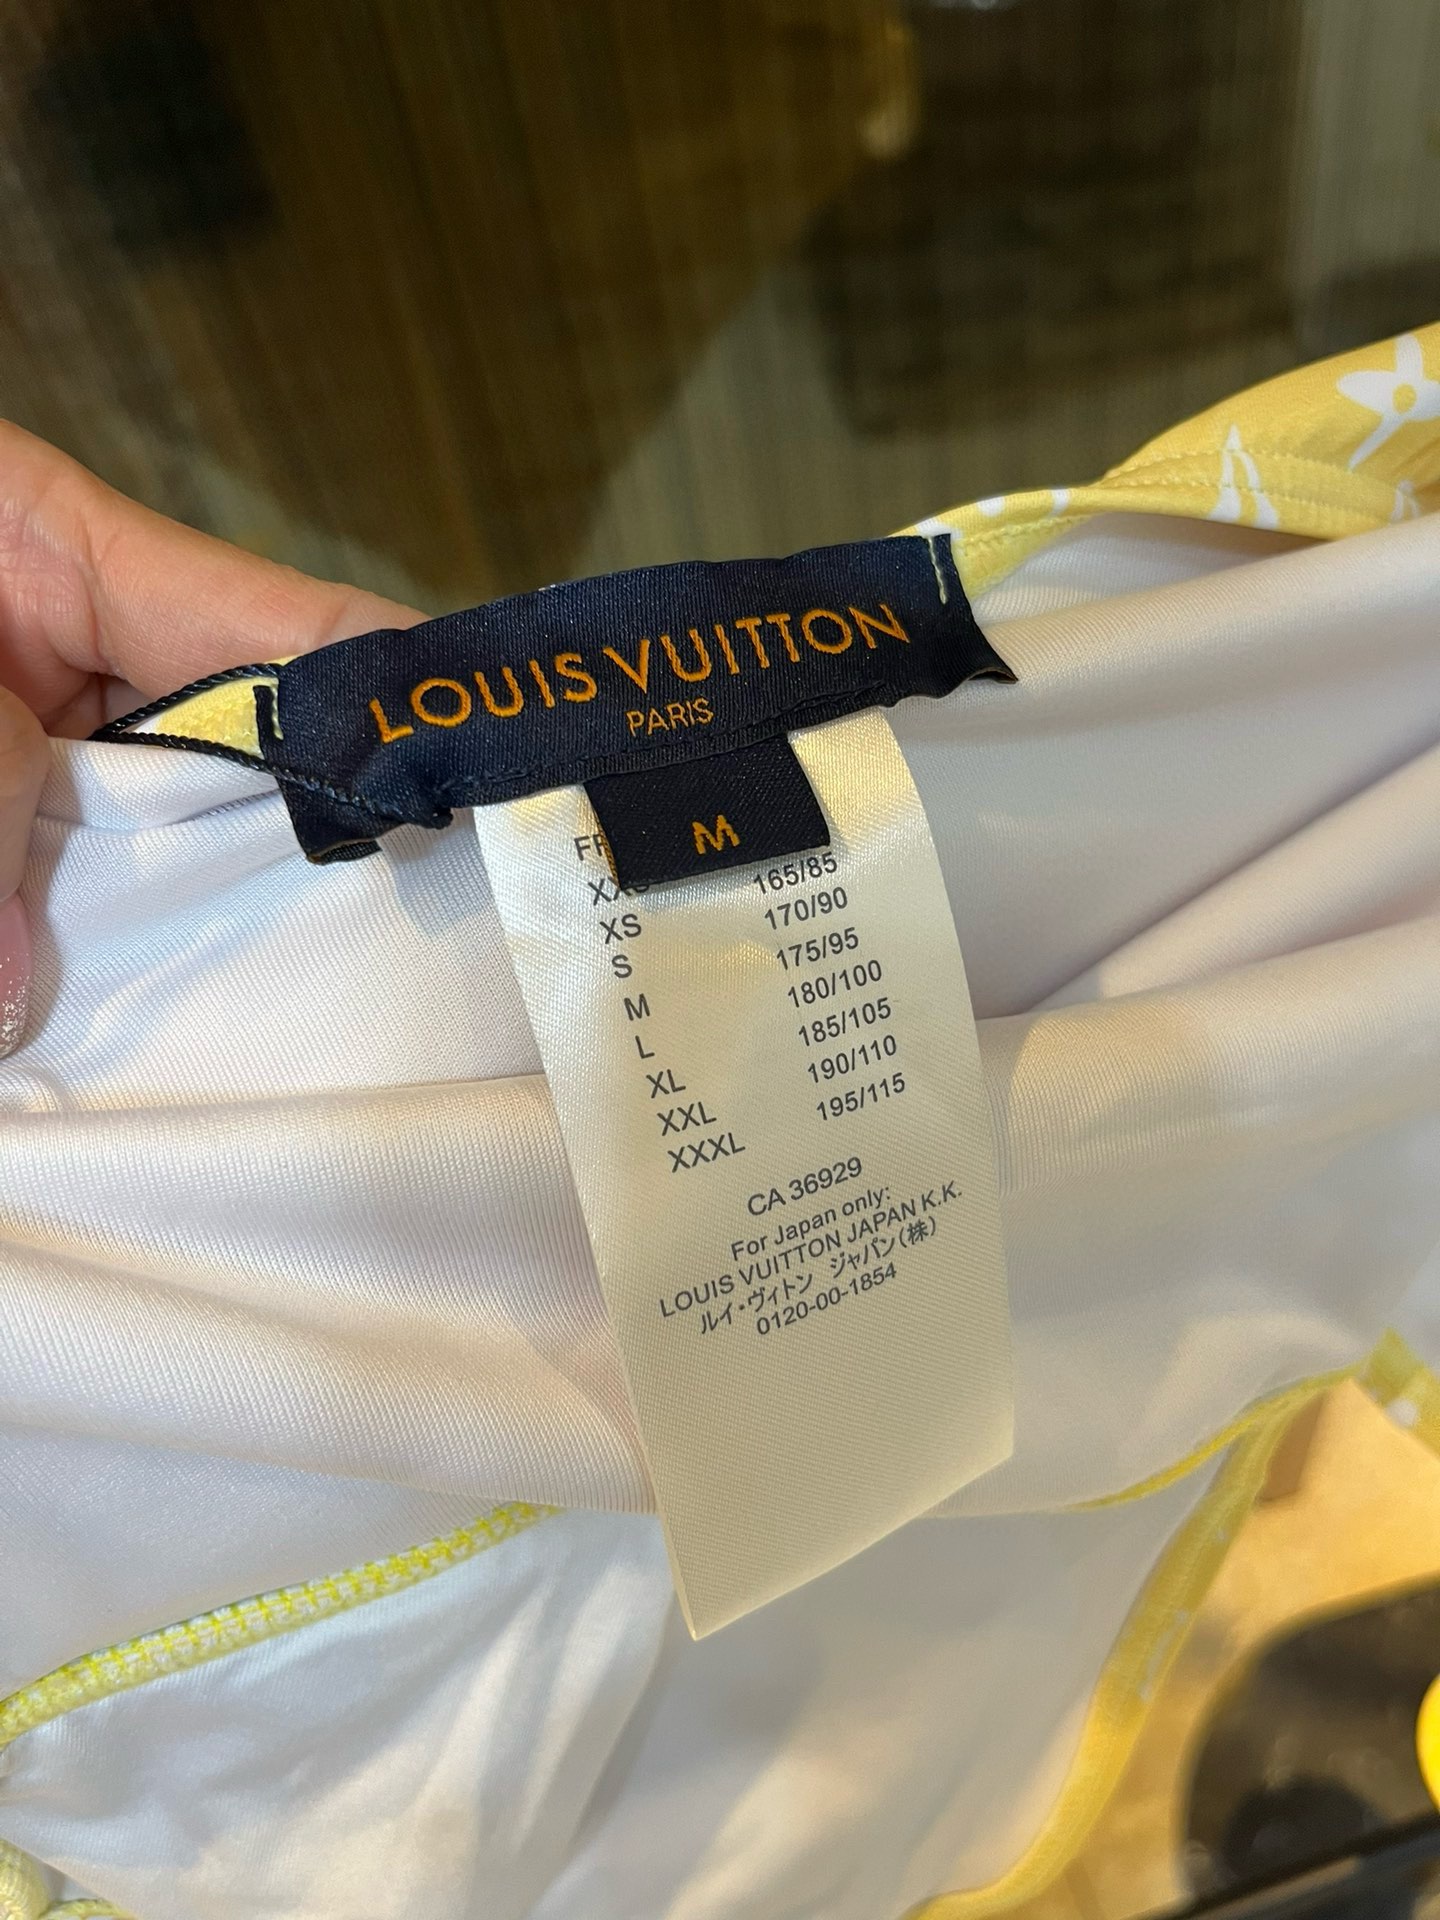 LOUIS VUITTON
PARIS
M
XS 165/85
S 170/90
M 175/95
L 180/100
XL 185/105
XXL 190/110
XXXL 195/115
CA 36929
For Japan only:
LOUIS VUITTON JAPAN K.K.
ルイ・ヴィトン ジャパン(株)
0120-00-1854